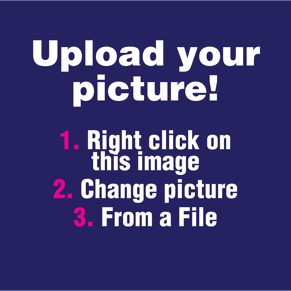 Upload your
picture!
1. Right click on
this image
2. Change picture
3. From a File